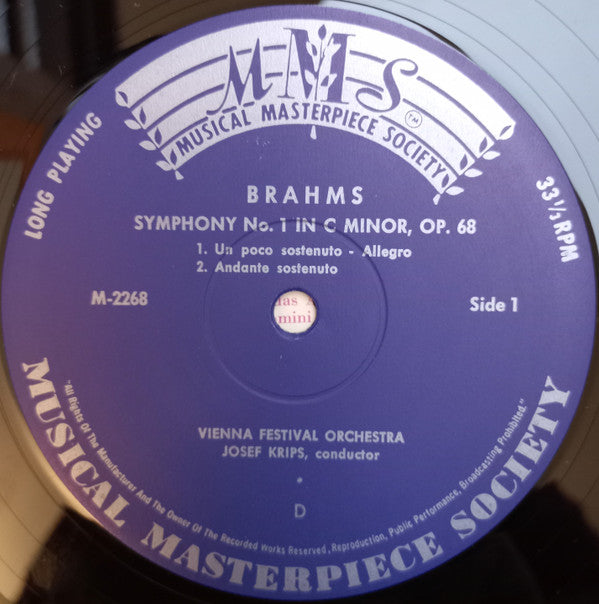 MMS
TM
MUSICAL MASTERPIECE SOCIETY
LONG PLAYING
33⅓ RPM
BRAHMS
SYMPHONY No. 1 IN C MINOR, OP. 68
1. Un poco sostenuto - Allegro
2. Andante sostenuto
M-2268
Side 1
mini
VIENNA FESTIVAL ORCHESTRA
JOSEF KRIPS, conductor
D
"All Rights Of The Manufacturer And The Owner Of The Recorded Works Reserved, Reproduction, Public Performance, Broadcasting Prohibited."
MUSICAL MASTERPIECE SOCIETY